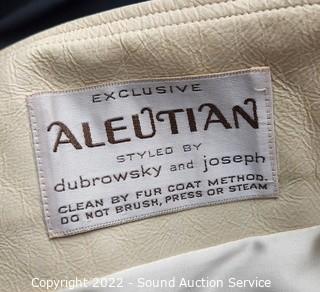 EXCLUSIVE
ALEUTIAN
STYLED BY
dubrowsky and joseph
CLEAN BY FUR COAT METHOD.
DO NOT BRUSH, PRESS OR STEAM
Copyright 2022 - Sound Auction Service